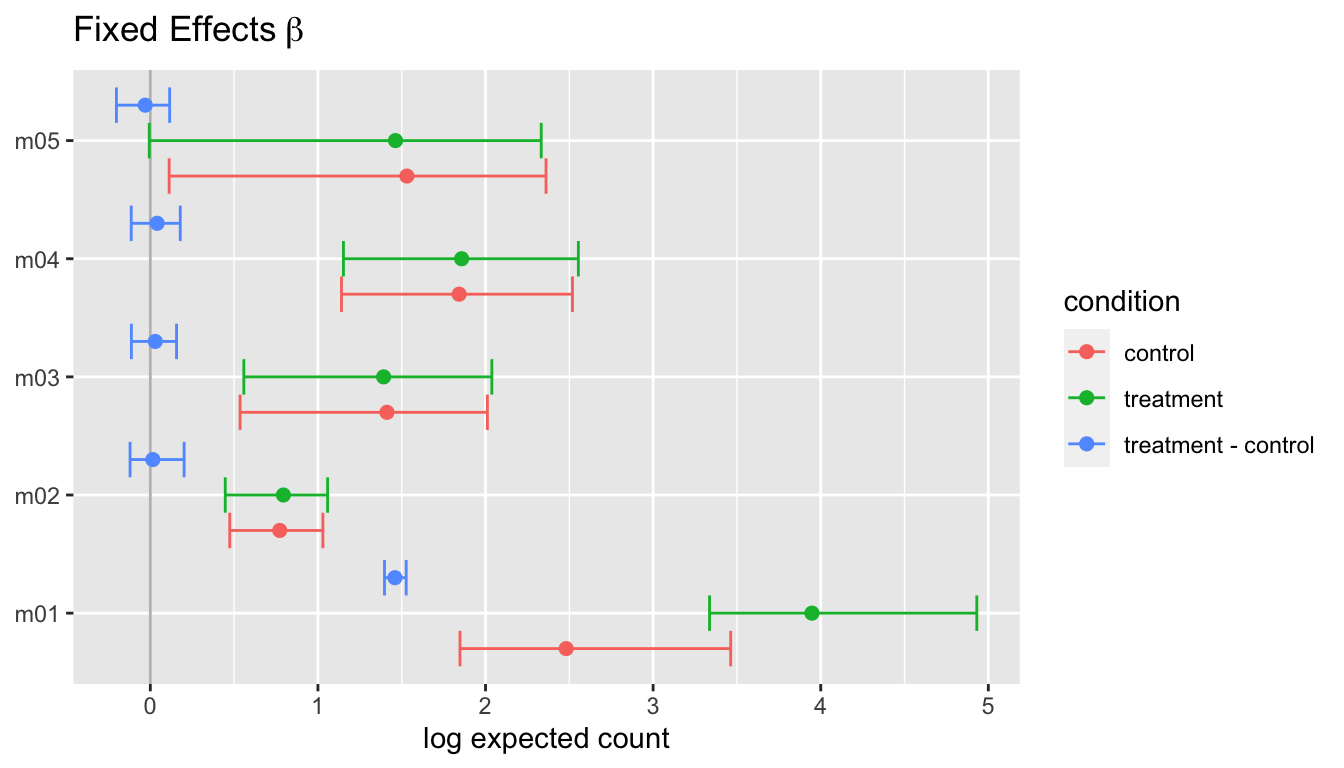 Fixed Effects β
m05
m04
m03
m02
m01
0 1 2 3 4 5
log expected count
condition
control
treatment
treatment - control